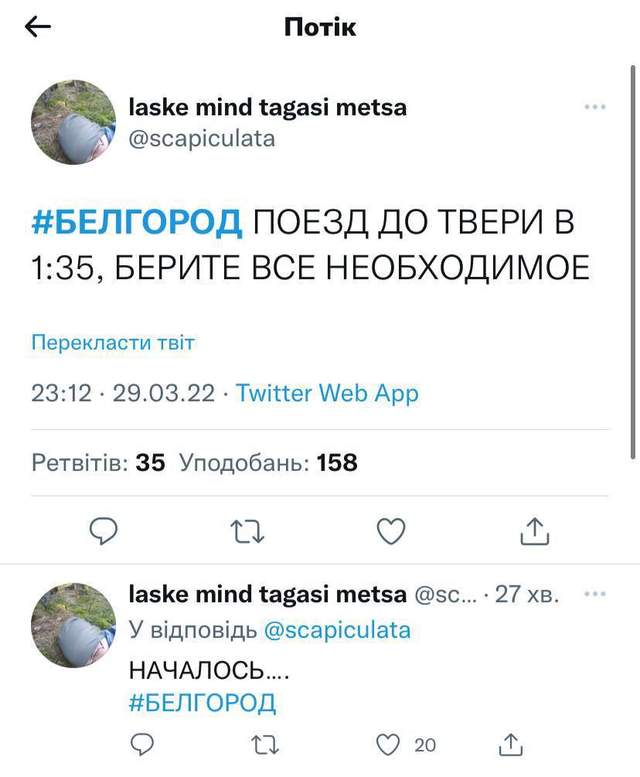 Потік
laske mind tagasi metsa
@scapiculata
#БЕЛГОРОД ПОЕЗД ДО ТВЕРИ В
1:35, БЕРИТЕ ВСЕ НЕОБХОДИМОЕ
Перекласти твіт
23:12 · 29.03.22 · Twitter Web App
Ретвітів: 35 Уподобань: 158
laske mind tagasi metsa @sc... · 27 хв.
У відповідь @scapiculata
НАЧАЛОСЬ....
#БЕЛГОРОД
20